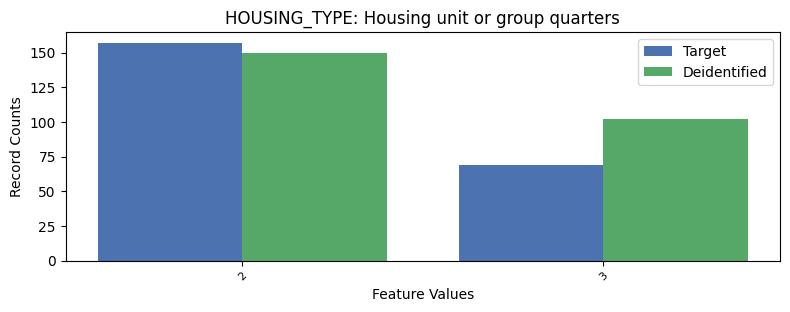 HOUSING_TYPE: Housing unit or group quarters
Target
Deidentified
Record Counts
150
125
100
75
50
25
0
2
3
Feature Values